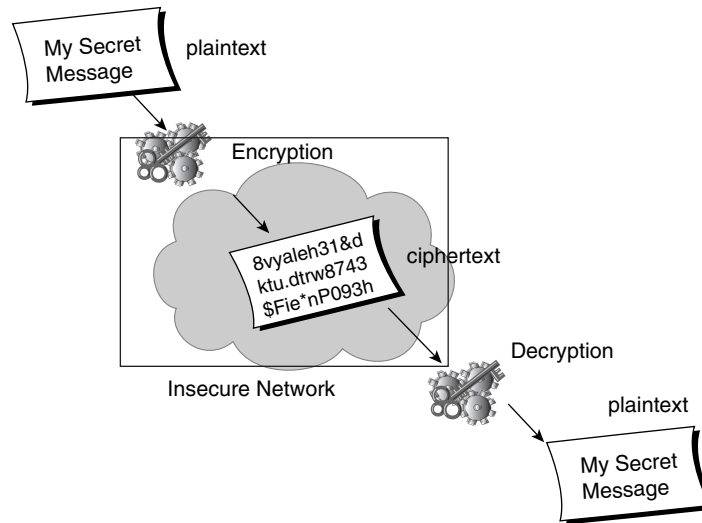 My Secret
Message
plaintext
Encryption
8vyaleh31&d
ktu.dtrw8743
$Fie*nP093h
ciphertext
Insecure Network
Decryption
plaintext
My Secret
Message